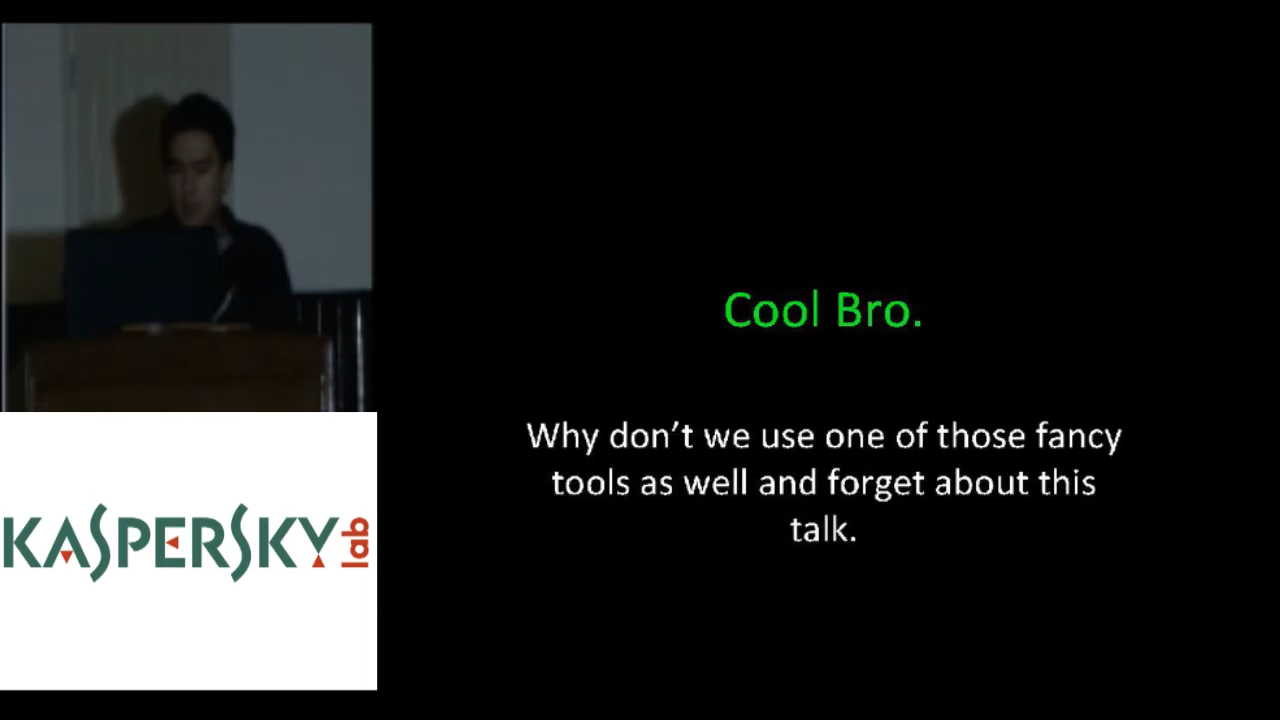 Cool Bro.
Why don’t we use one of those fancy
tools as well and forget about this
talk.
KASPERSKY lab